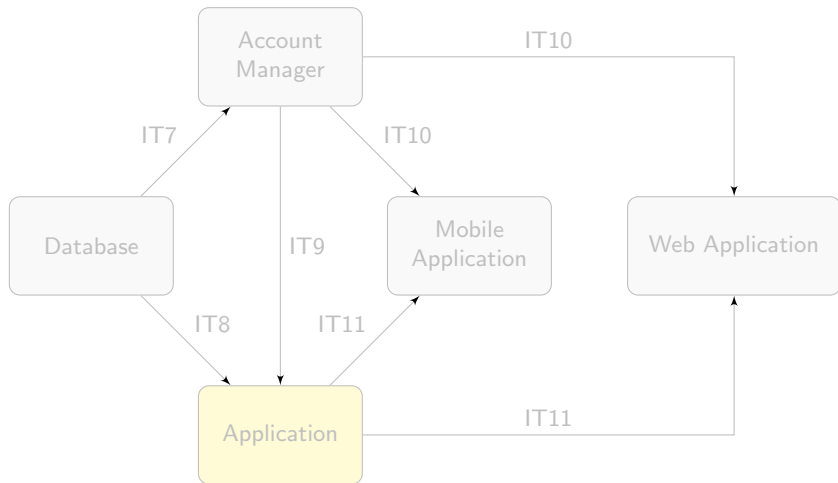 Account
Manager
IT10
IT7
IT10
Database
IT9
Mobile
Application
Web Application
IT8
IT11
Application
IT11